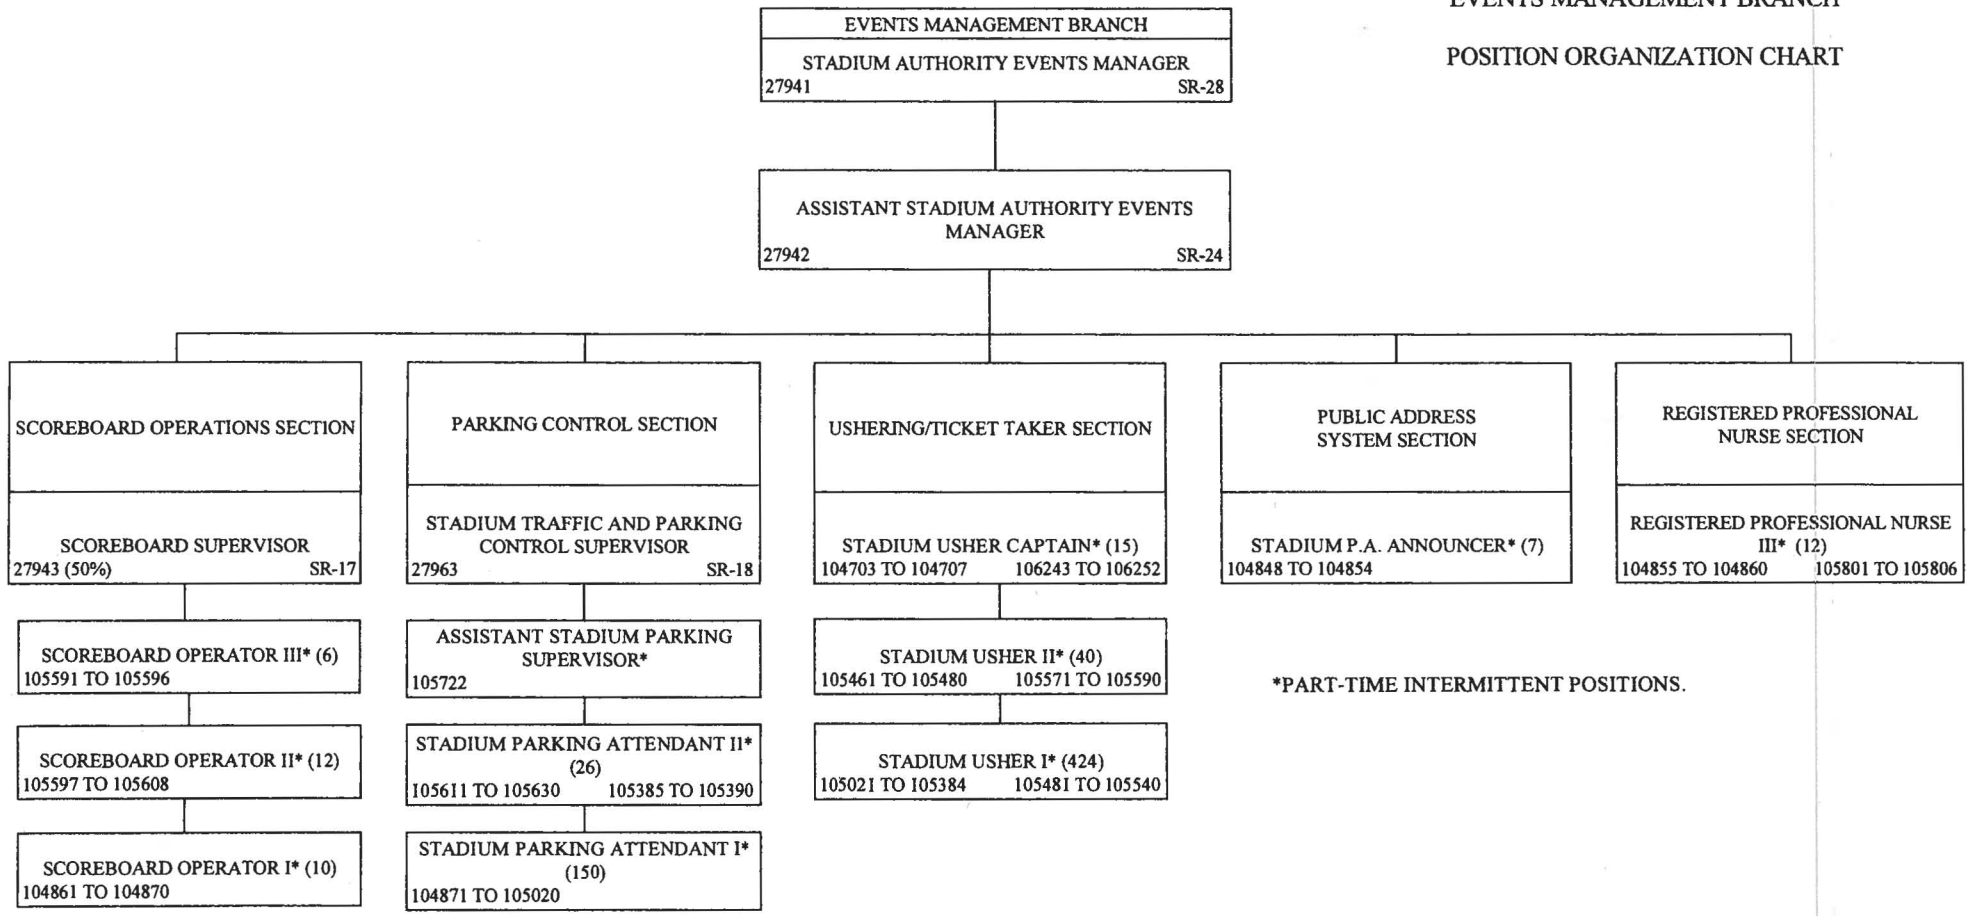 EVENTS MANAGEMENT BRANCH
POSITION ORGANIZATION CHART
EVENTS MANAGEMENT BRANCH
STADIUM AUTHORITY EVENTS MANAGER
27941 SR-28
ASSISTANT STADIUM AUTHORITY EVENTS
MANAGER
27942 SR-24
SCOREBOARD OPERATIONS SECTION
SCOREBOARD SUPERVISOR
27943 (50%) SR-17
SCOREBOARD OPERATOR III* (6)
105591 TO 105596
SCOREBOARD OPERATOR II* (12)
105597 TO 105608
SCOREBOARD OPERATOR I* (10)
104861 TO 104870
PARKING CONTROL SECTION
STADIUM TRAFFIC AND PARKING
CONTROL SUPERVISOR
27963 SR-18
ASSISTANT STADIUM PARKING
SUPERVISOR*
105722
STADIUM PARKING ATTENDANT II*
(26)
105611 TO 105630 105385 TO 105390
STADIUM PARKING ATTENDANT I*
(150)
104871 TO 105020
USHERING/TICKET TAKER SECTION
STADIUM USHER CAPTAIN* (15)
104703 TO 104707 106243 TO 106252
STADIUM USHER II* (40)
105461 TO 105480 105571 TO 105590
STADIUM USHER I* (424)
105021 TO 105384 105481 TO 105540
PUBLIC ADDRESS
SYSTEM SECTION
STADIUM P.A. ANNOUNCER* (7)
104848 TO 104854
REGISTERED PROFESSIONAL
NURSE SECTION
REGISTERED PROFESSIONAL NURSE
III* (12)
104855 TO 104860 105801 TO 105806
*PART-TIME INTERMITTENT POSITIONS.